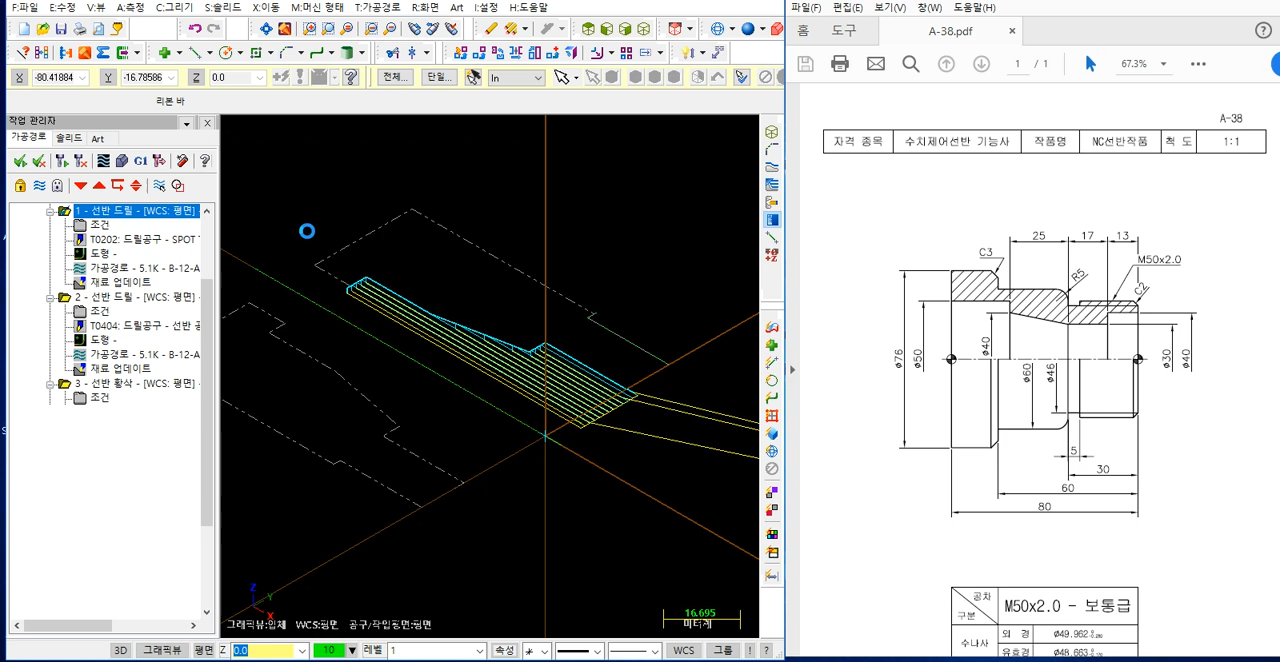 F:파일 E:수정 V:뷰 A:측정 C:그리기 S:솔리드 X:이동 M:머신 형태 T:가공경로 R:화면 Art I:설정 H:도움말
X -80.41884 Y -16.78586 Z 0.0 전체... 단일... In
리본 바
작업 관리자
가공경로 솔리드 Art
G1
1 - 선반 드릴 - [WCS: 평면]
조건
T0202: 드릴공구 - SPOT
도형 -
가공경로 - 5.1K - B-12-A
재료 업데이트
2 - 선반 드릴 - [WCS: 평면]
조건
T0404: 드릴공구 - 선반
도형 -
가공경로 - 5.1K - B-12-A
재료 업데이트
3 - 선반 황삭 - [WCS: 평면]
조건
Z
Y
X
그래픽뷰:입체 WCS:평면 공구/작업평면:평면
16.695
미터계
3D 그래픽뷰 평면 Z 0.0 10 레벨 1 속성 WCS 그룹 ! ?
파일(F) 편집(E) 보기(V) 창(W) 도움말(H)
홈 도구 A-38.pdf ×
1 / 1 67.3%
A-38
자격 종목 수치제어선반 기능사 작품명 NC선반작품 척 도 1:1
25 17 13
C3 M50x2.0
R5 C2
ø76 ø50 ø40 ø60 ø46 ø30 ø40
5
30
60
80
공차
구분
M50x2.0 - 보통급
수나사
외 경 ø49.962
유효경 ø48.663